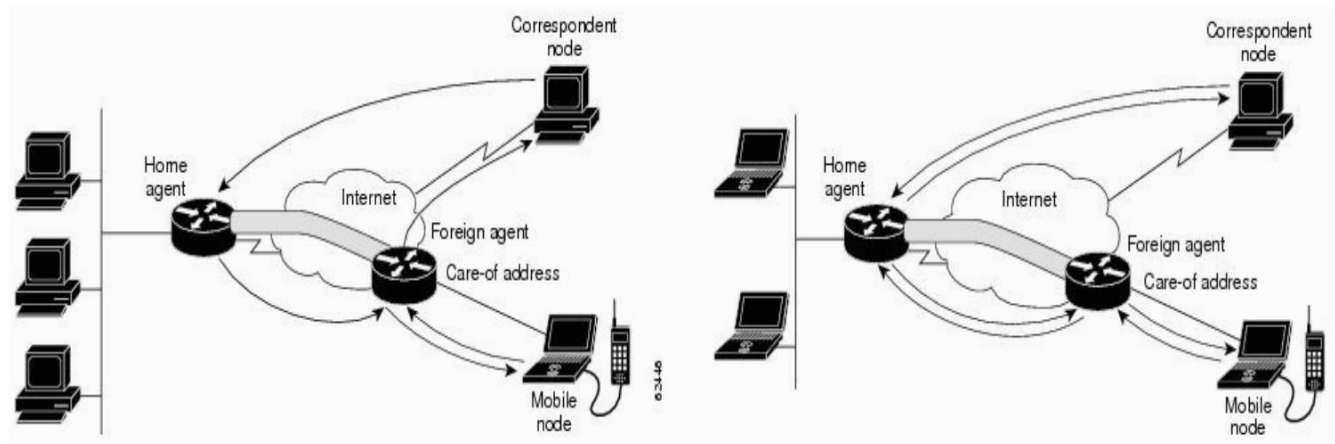 Correspondent
node
Home
agent
Internet
Foreign agent
Care-of address
Mobile
node
62446
Correspondent
node
Home
agent
Internet
Foreign agent
Care-of address
Mobile
node